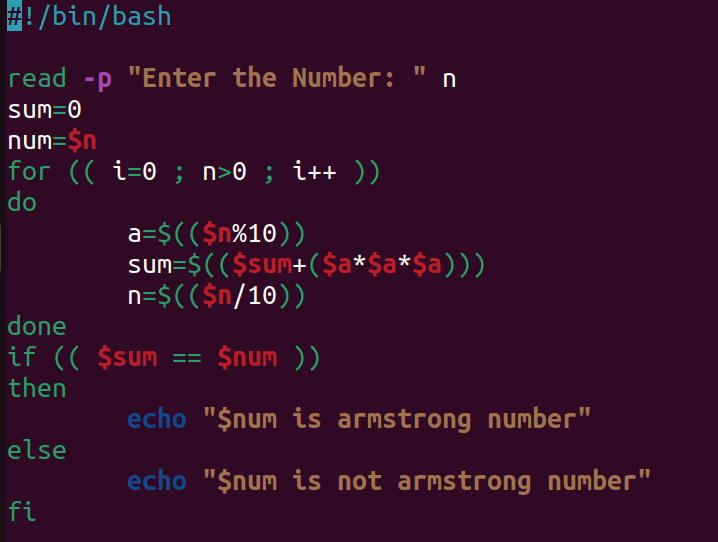 #!/bin/bash

read -p "Enter the Number: " n
sum=0
num=$n
for (( i=0 ; n>0 ; i++ ))
do
        a=$(($n%10))
        sum=$(($sum+($a*$a*$a)))
        n=$(($n/10))
done
if (( $sum == $num ))
then
        echo "$num is armstrong number"
else
        echo "$num is not armstrong number"
fi